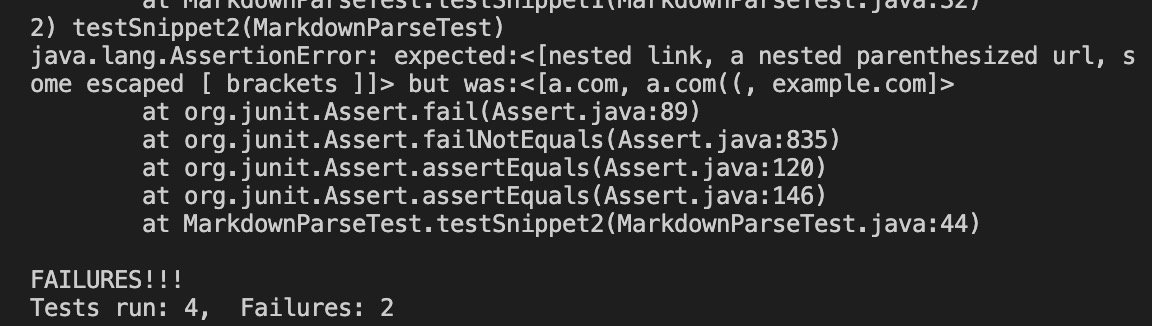 at MarkdownParseTest.testSnippet1(MarkdownParseTest.java:32)
2) testSnippet2(MarkdownParseTest)
java.lang.AssertionError: expected:<[nested link, a nested parenthesized url, s
ome escaped [ brackets ]]> but was:<[a.com, a.com((, example.com]>
at org.junit.Assert.fail(Assert.java:89)
at org.junit.Assert.failNotEquals(Assert.java:835)
at org.junit.Assert.assertEquals(Assert.java:120)
at org.junit.Assert.assertEquals(Assert.java:146)
at MarkdownParseTest.testSnippet2(MarkdownParseTest.java:44)
FAILURES!!!
Tests run: 4,  Failures: 2